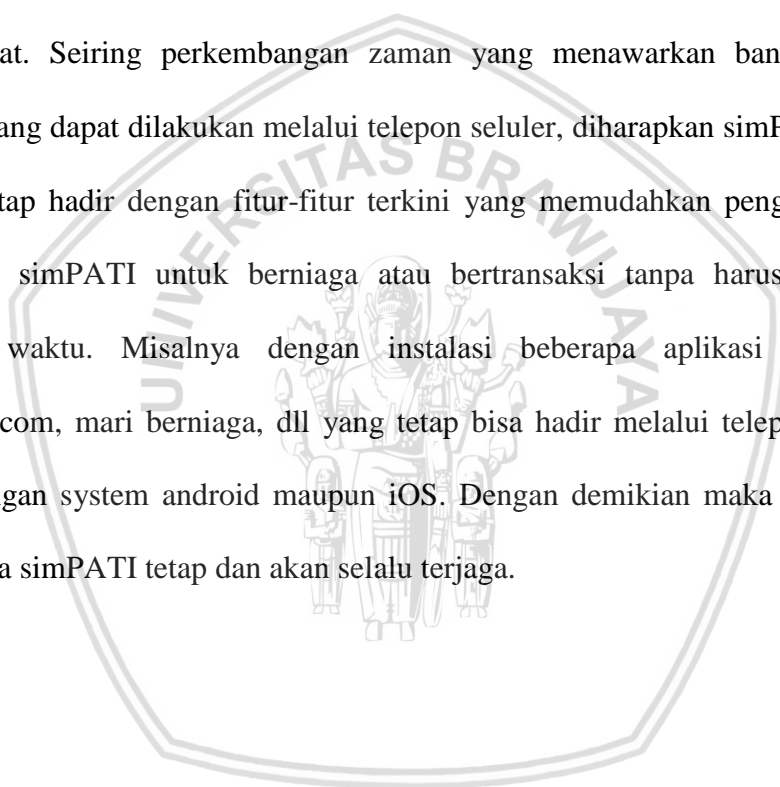 at. Seiring perkembangan zaman yang menawarkan ban
ang dapat dilakukan melalui telepon seluler, diharapkan simP
tap hadir dengan fitur-fitur terkini yang memudahkan peng
simPATI untuk berniaga atau bertransaksi tanpa harus
waktu. Misalnya dengan instalasi beberapa aplikasi
com, mari berniaga, dll yang tetap bisa hadir melalui telep
gan system android maupun iOS. Dengan demikian maka
a simPATI tetap dan akan selalu terjaga.
UNIVERSITAS BRAWIJAYA